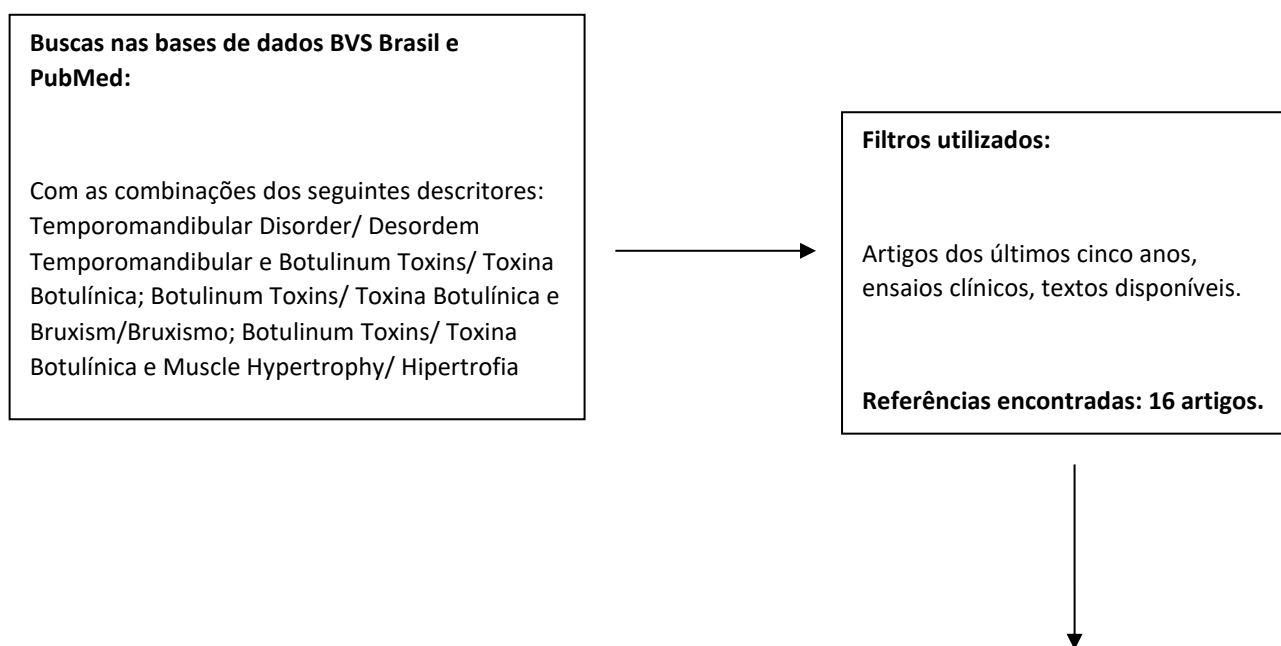 Buscas nas bases de dados BVS Brasil e
PubMed:
Com as combinações dos seguintes descritores:
Temporomandibular Disorder/ Desordem
Temporomandibular e Botulinum Toxins/ Toxina
Botulínica; Botulinum Toxins/ Toxina Botulínica e
Bruxism/Bruxismo; Botulinum Toxins/ Toxina
Botulínica e Muscle Hypertrophy/ Hipertrofia
Filtros utilizados:
Artigos dos últimos cinco anos,
ensaios clínicos, textos disponíveis.
Referências encontradas: 16 artigos.